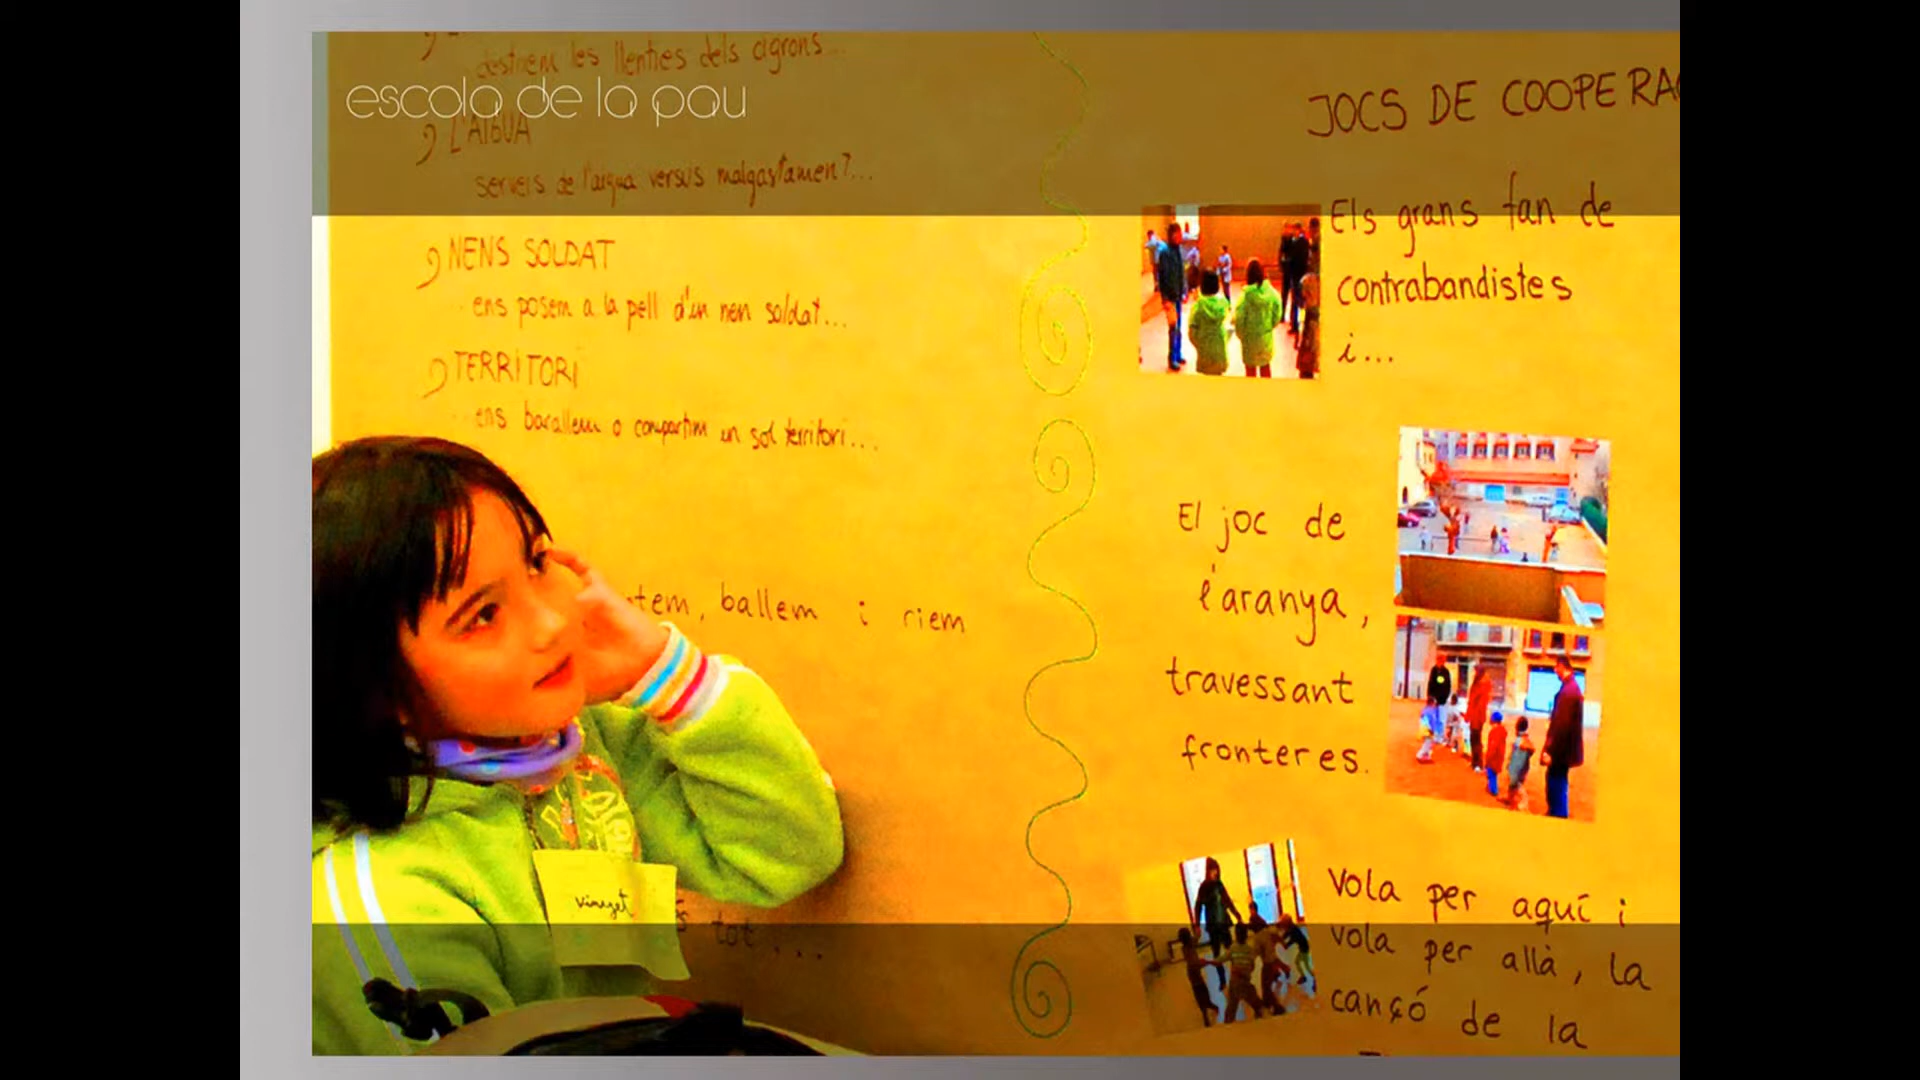 escola de la pau
destriem les llenties dels cigrons...
L'AIGUA
serveis de l'aigua versus malgastament?...
NENS SOLDAT
ens posem a la pell d'un nen soldat...
TERRITORI
ens barallem o compartim un sol territori...
tem, ballem i riem
vinyet
s tot...
JOCS DE COOPERAC
Els grans fan de
contrabandistes
i...
El joc de
l'aranya,
travessant
fronteres.
Vola per aquí i
vola per allà, la
cançó de la